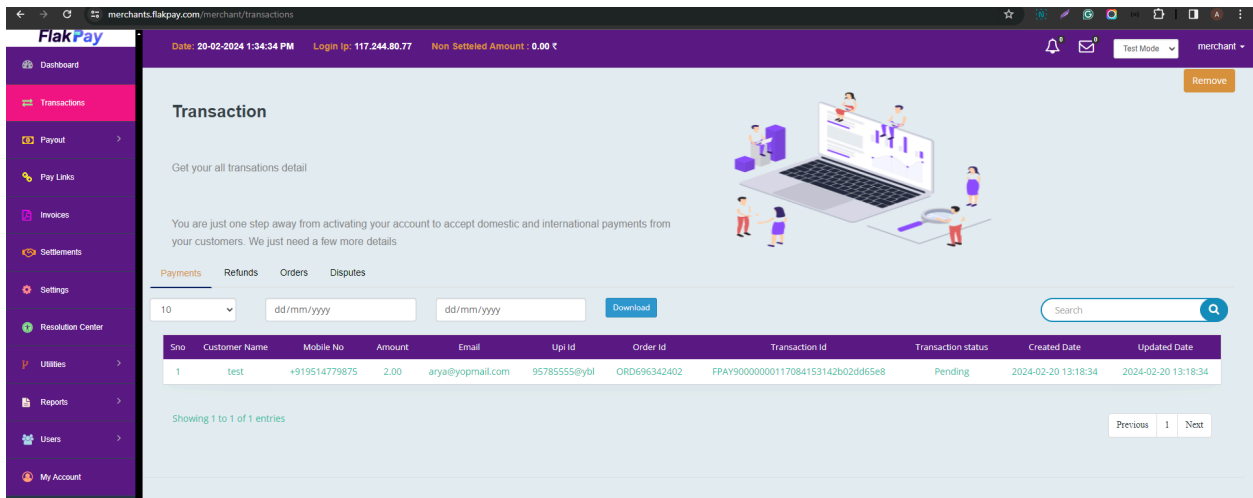 merchants.flakpay.com/merchant/transactions
FlakPay
Date: 20-02-2024 1:34:34 PM Login Ip: 117.244.80.77 Non Setteled Amount : 0.00 ₹
0 0 Test Mode merchant
Remove
Dashboard
Transactions
Payout
Pay Links
Invoices
Settlements
Settings
Resolution Center
Utilities
Reports
Users
My Account
Transaction
Get your all transations detail
You are just one step away from activating your account to accept domestic and international payments from
your customers. We just need a few more details
Payments Refunds Orders Disputes
10 dd/mm/yyyy dd/mm/yyyy Download Search
Sno Customer Name Mobile No Amount Email Upi Id Order Id Transaction Id Transaction status Created Date Updated Date
1 test +919514779875 2.00 arya@yopmail.com 95785555@ybl ORD696342402 FPAY90000000117084153142b02dd65e8 Pending 2024-02-20 13:18:34 2024-02-20 13:18:34
Showing 1 to 1 of 1 entries
Previous 1 Next